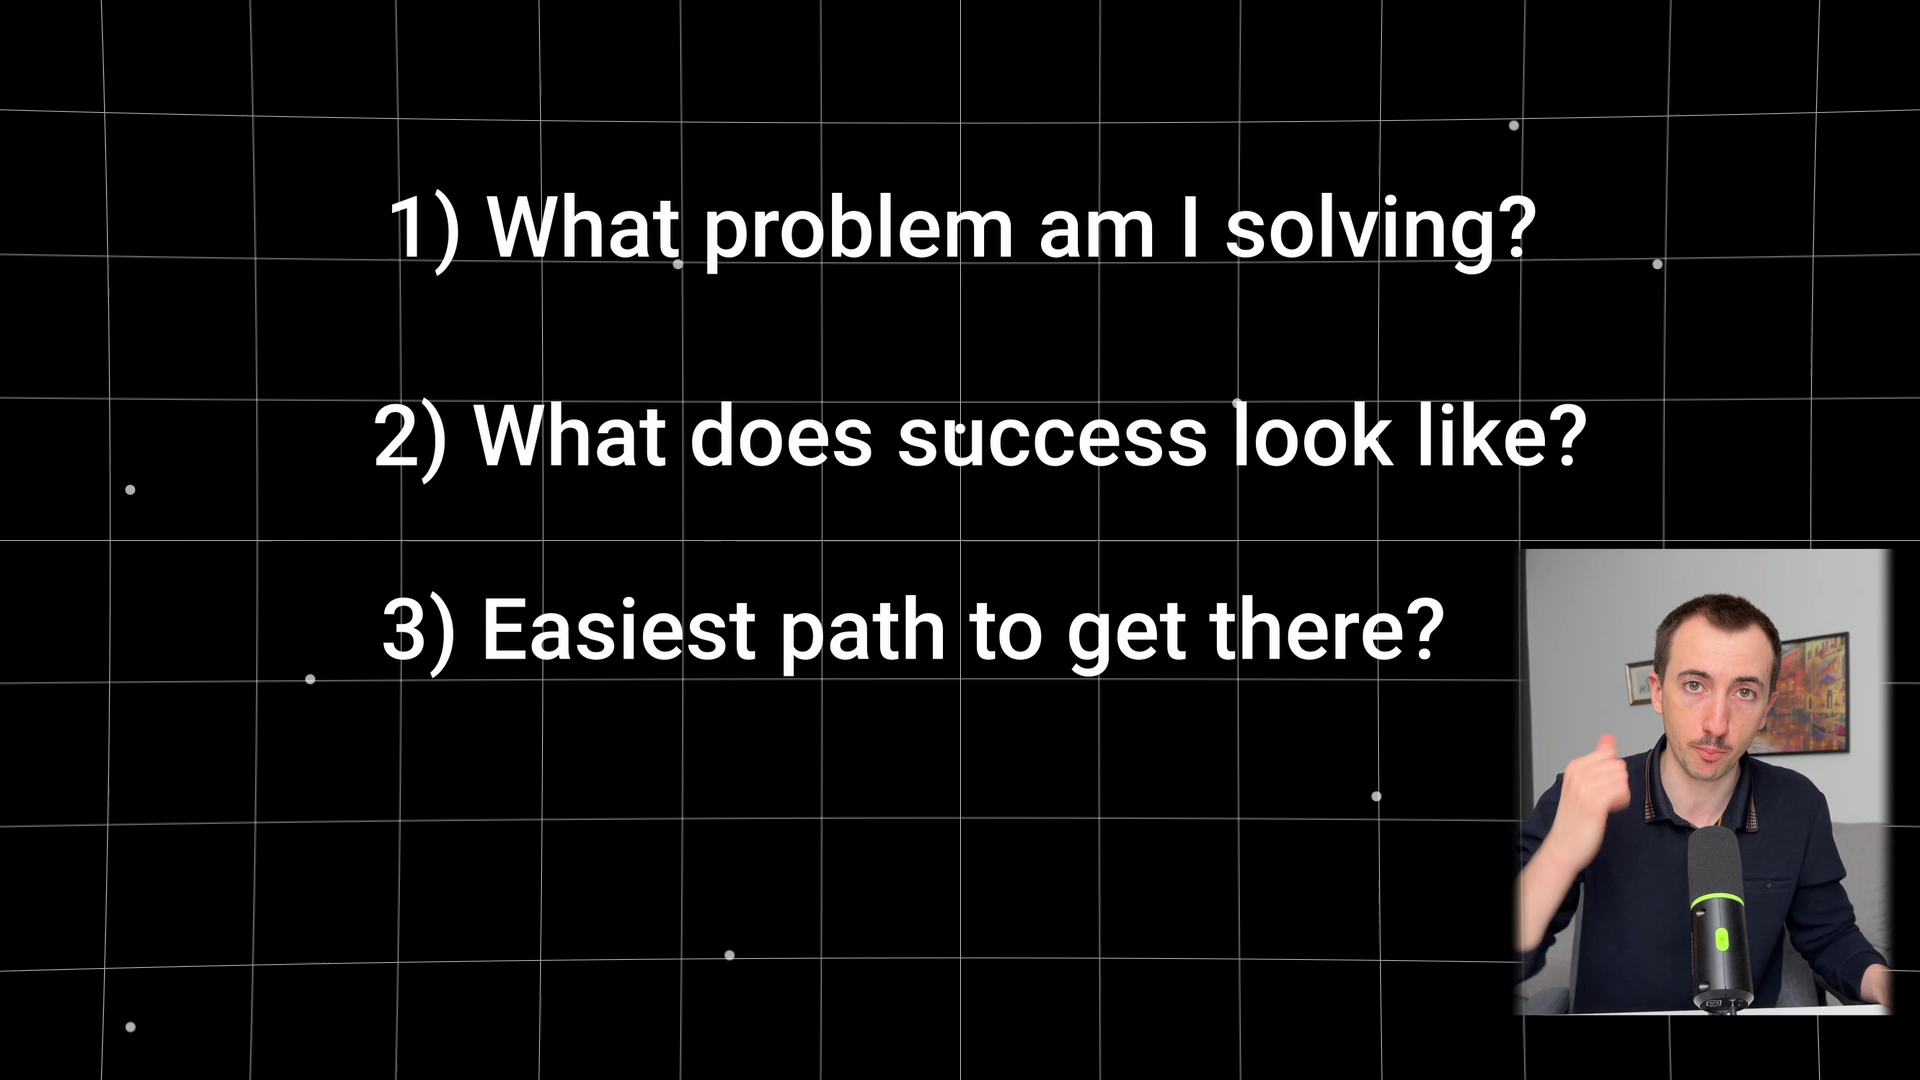 1) What problem am I solving?
2) What does success look like?
3) Easiest path to get there?